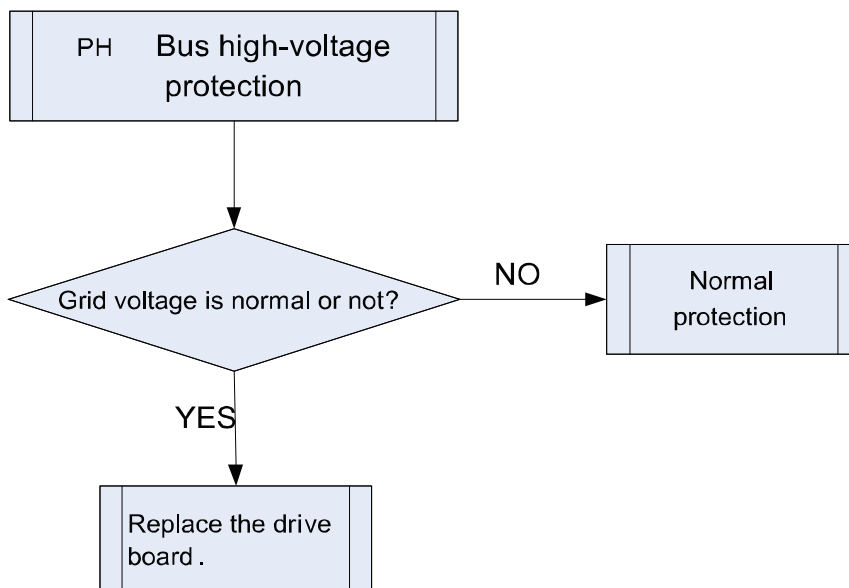 PH Bus high-voltage
protection
Grid voltage is normal or not?
NO
Normal
protection
YES
Replace the drive
board.